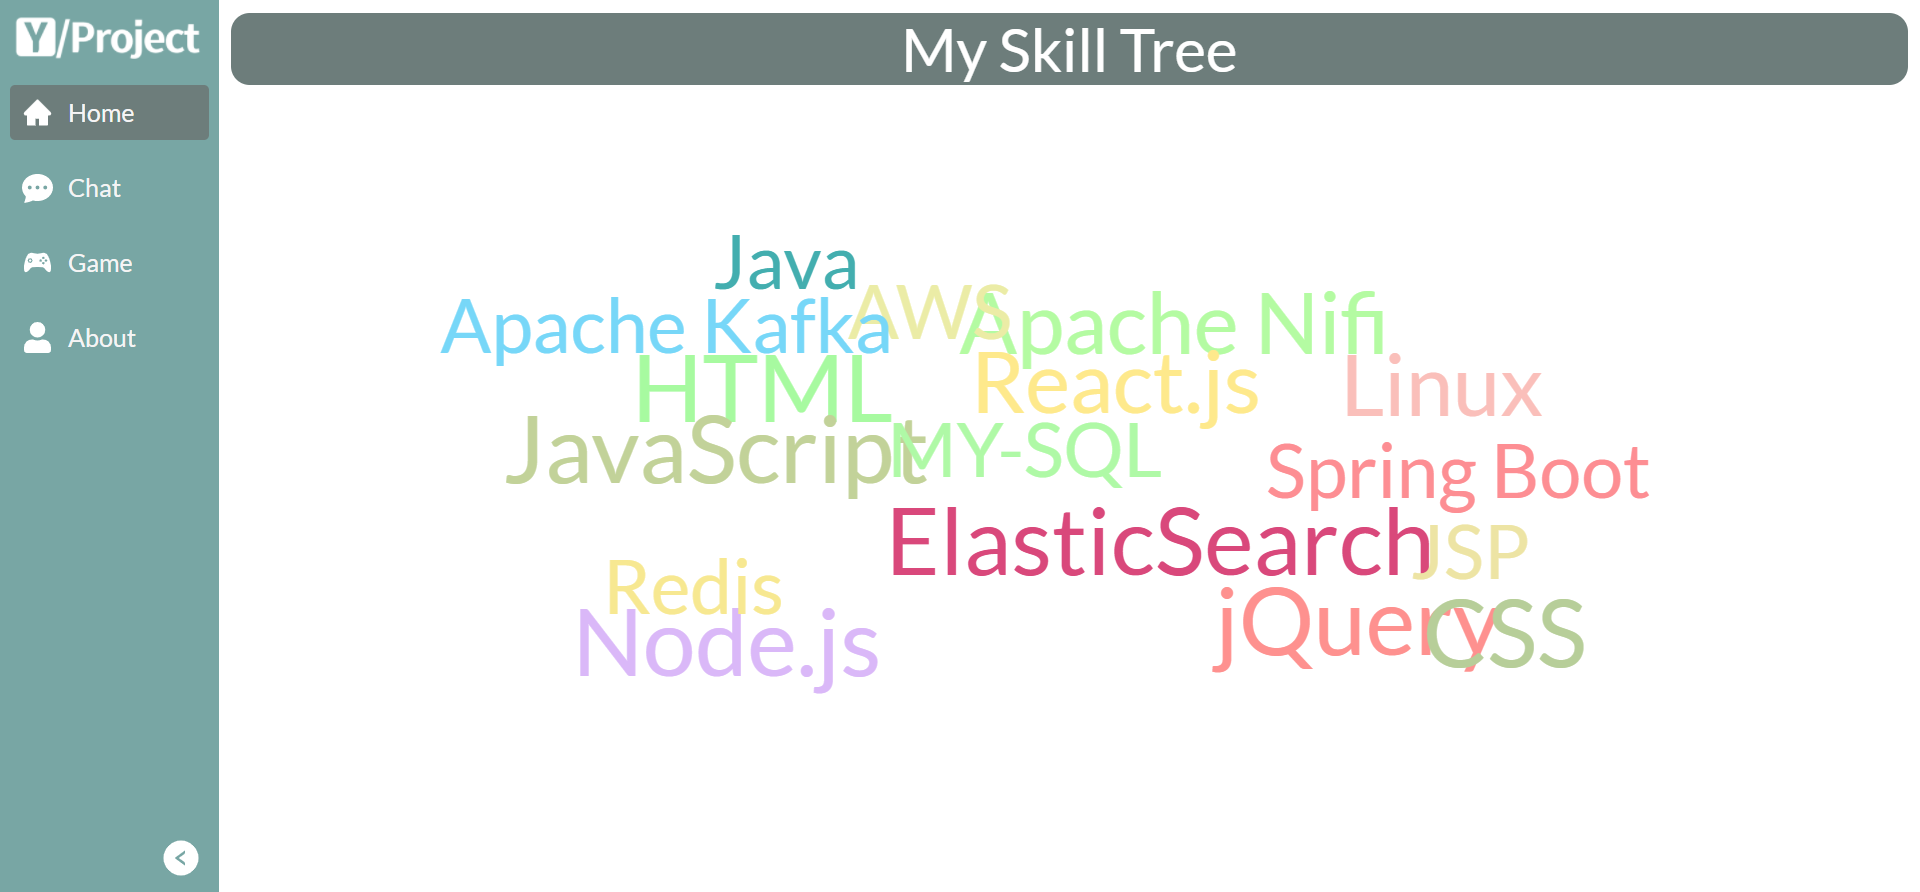 Y/Project
Home
Chat
Game
About
My Skill Tree
Java
AWS
Apache Kafka
Apache Nifi
HTML
React.js
Linux
JavaScript
MY-SQL
Spring Boot
ElasticSearch
JSP
Redis
jQuery
CSS
Node.js